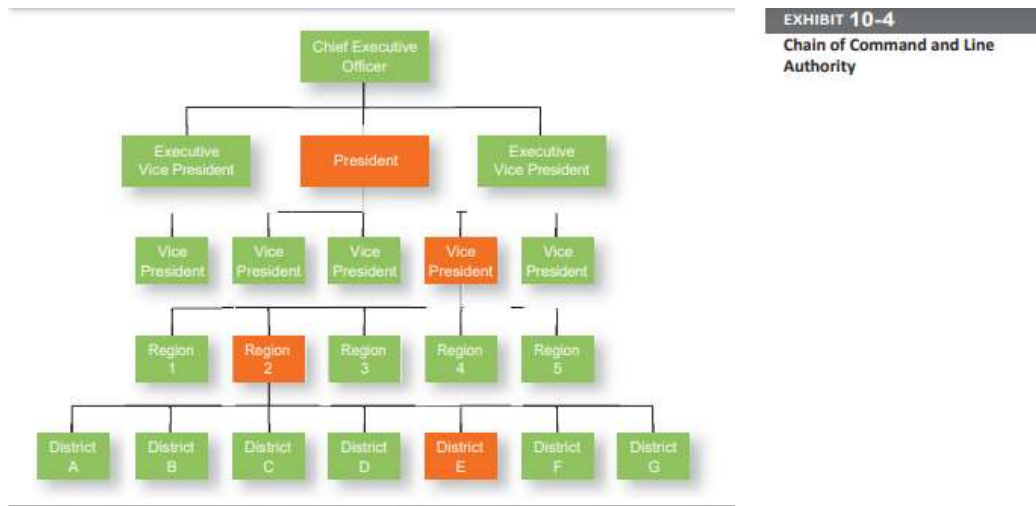 EXHIBIT 10-4
Chain of Command and Line
Authority
Chief Executive
Officer
Executive
Vice President
President
Executive
Vice President
Vice
President
Vice
President
Vice
President
Vice
President
Vice
President
Region
1
Region
2
Region
3
Region
4
Region
5
District
A
District
B
District
C
District
D
District
E
District
F
District
G